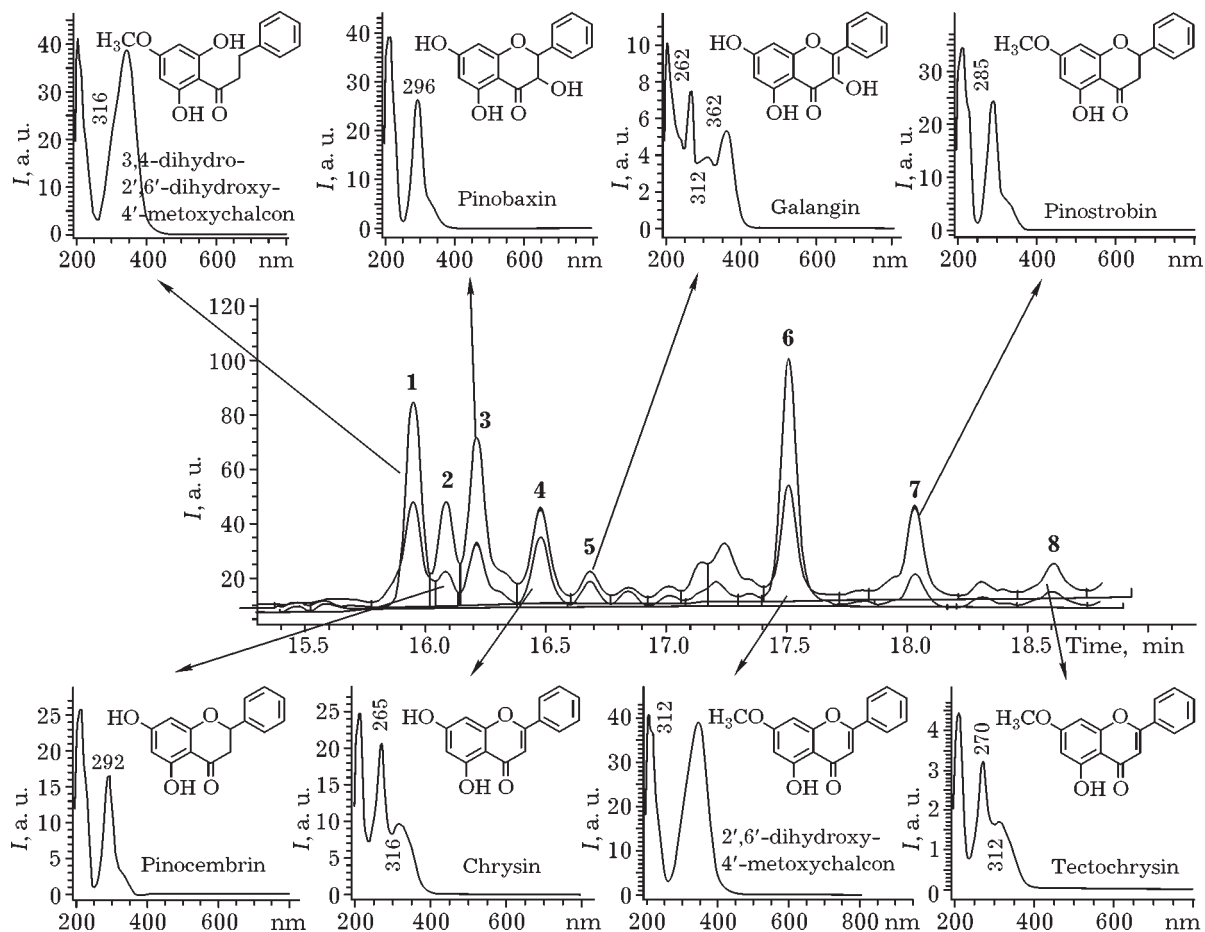 I, a. u.
40
30
20
10
0
316
H₃CO
OH
OH
O
3,4-dihydro-
2′,6′-dihydroxy-
4′-metoxychalcon
200 400 600 nm
I, a. u.
40
30
20
10
0
296
HO
O
OH
OH O
Pinobaxin
200 400 600 nm
I, a. u.
10
8
6
4
2
0
262
312
362
HO
O
OH
OH O
Galangin
200 400 600 nm
I, a. u.
30
20
10
0
285
H₃CO
O
OH O
Pinostrobin
200 400 600 nm
I, a. u.
120
100
80
60
40
20
1
2
3
4
5
6
7
8
15.5 16.0 16.5 17.0 17.5 18.0 18.5 Time, min
I, a. u.
25
20
15
10
5
0
292
HO
O
OH O
Pinocembrin
200 400 600 nm
I, a. u.
25
20
15
10
5
0
265
316
HO
O
OH O
Chrysin
200 400 600 nm
I, a. u.
40
30
20
10
0
312
H₃CO
O
OH O
2′,6′-dihydroxy-
4′-metoxychalcon
200 400 600 800 nm
I, a. u.
4
3
2
1
0
270
312
H₃CO
O
OH O
Tectochrysin
200 400 600 nm